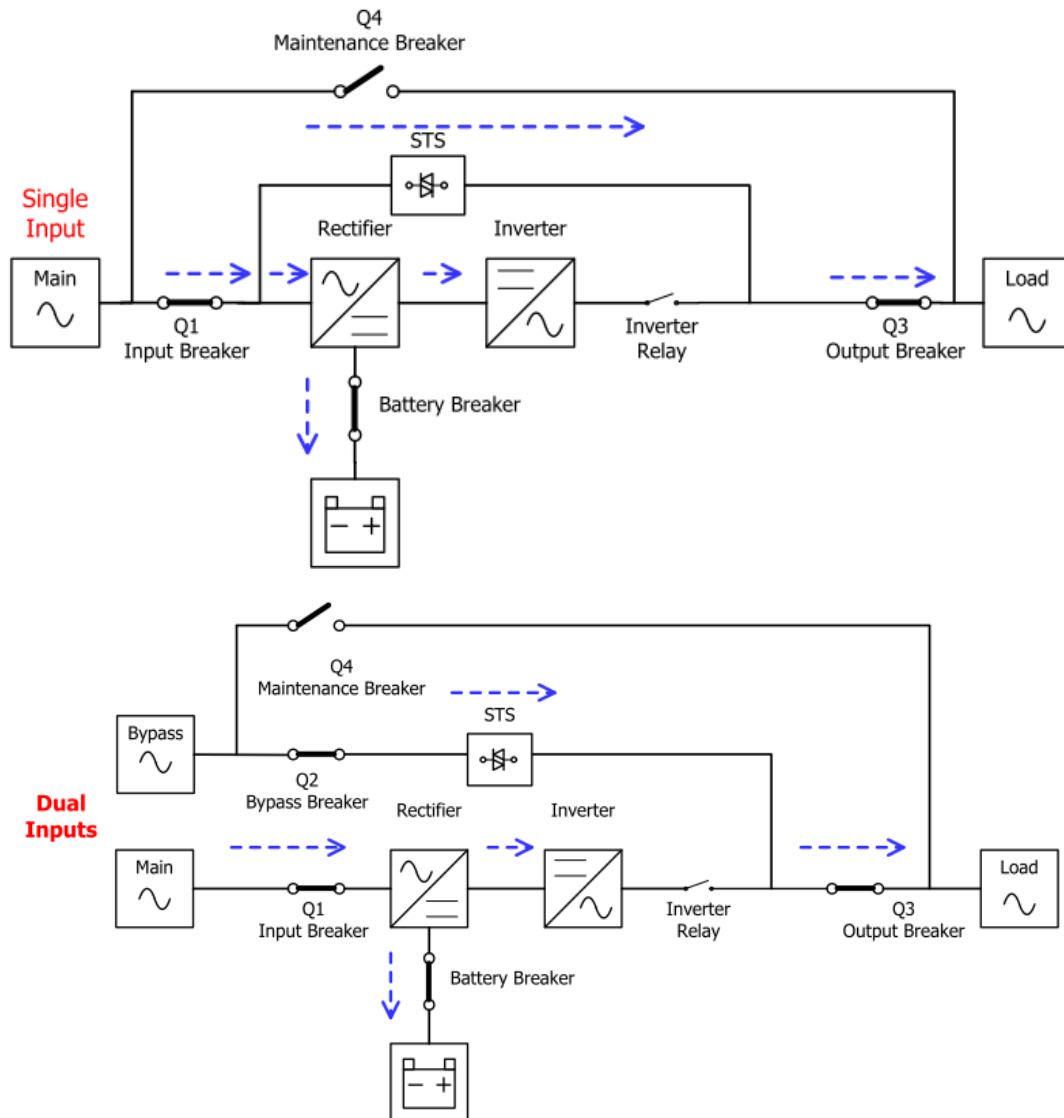 Q4
Maintenance Breaker
STS
Single
Input
Rectifier
Inverter
Main
Load
Q1
Input Breaker
Inverter
Relay
Q3
Output Breaker
Battery Breaker
- +
Q4
Maintenance Breaker
STS
Bypass
Q2
Bypass Breaker
Dual
Inputs
Rectifier
Inverter
Main
Load
Q1
Input Breaker
Inverter
Relay
Q3
Output Breaker
Battery Breaker
- +